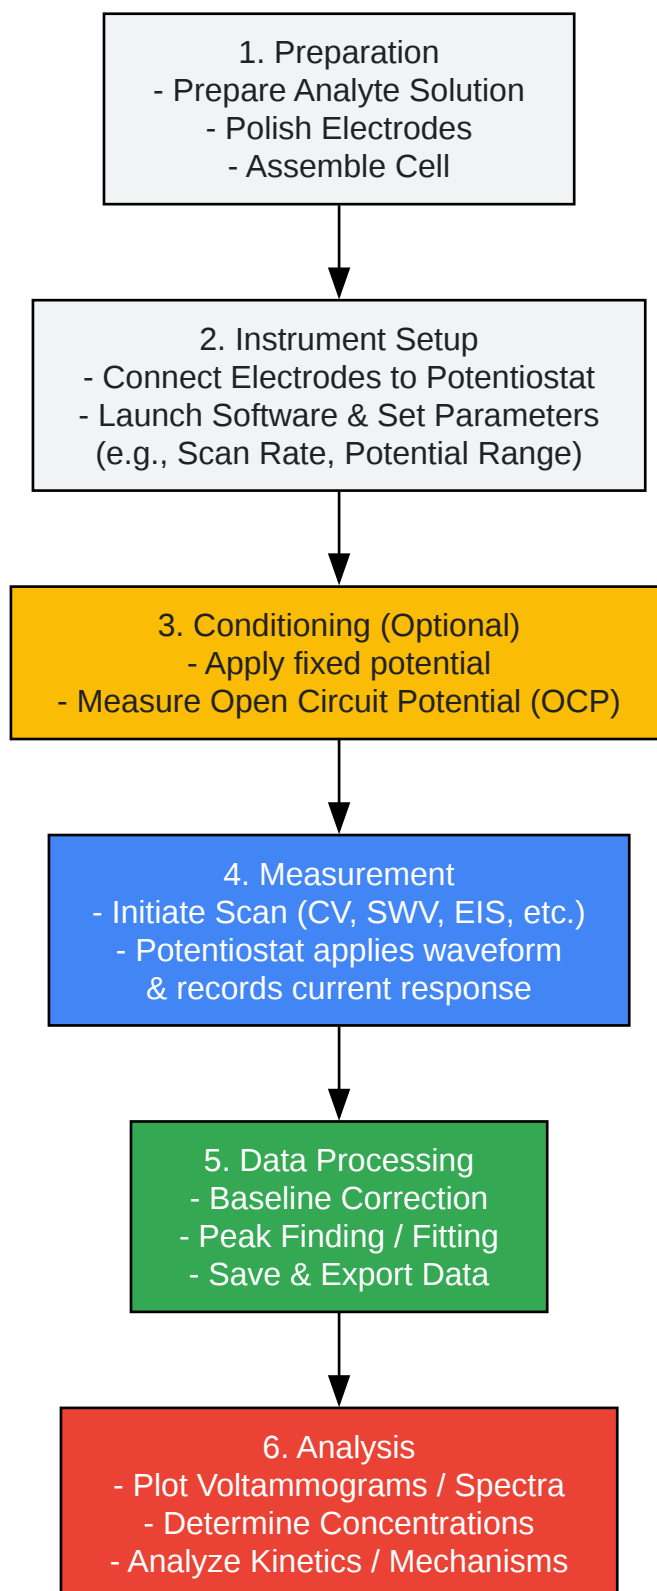 1. Preparation
- Prepare Analyte Solution
- Polish Electrodes
- Assemble Cell
2. Instrument Setup
- Connect Electrodes to Potentiostat
- Launch Software & Set Parameters
(e.g., Scan Rate, Potential Range)
3. Conditioning (Optional)
- Apply fixed potential
- Measure Open Circuit Potential (OCP)
4. Measurement
- Initiate Scan (CV, SWV, EIS, etc.)
- Potentiostat applies waveform
& records current response
5. Data Processing
- Baseline Correction
- Peak Finding / Fitting
- Save & Export Data
6. Analysis
- Plot Voltammograms / Spectra
- Determine Concentrations
- Analyze Kinetics / Mechanisms